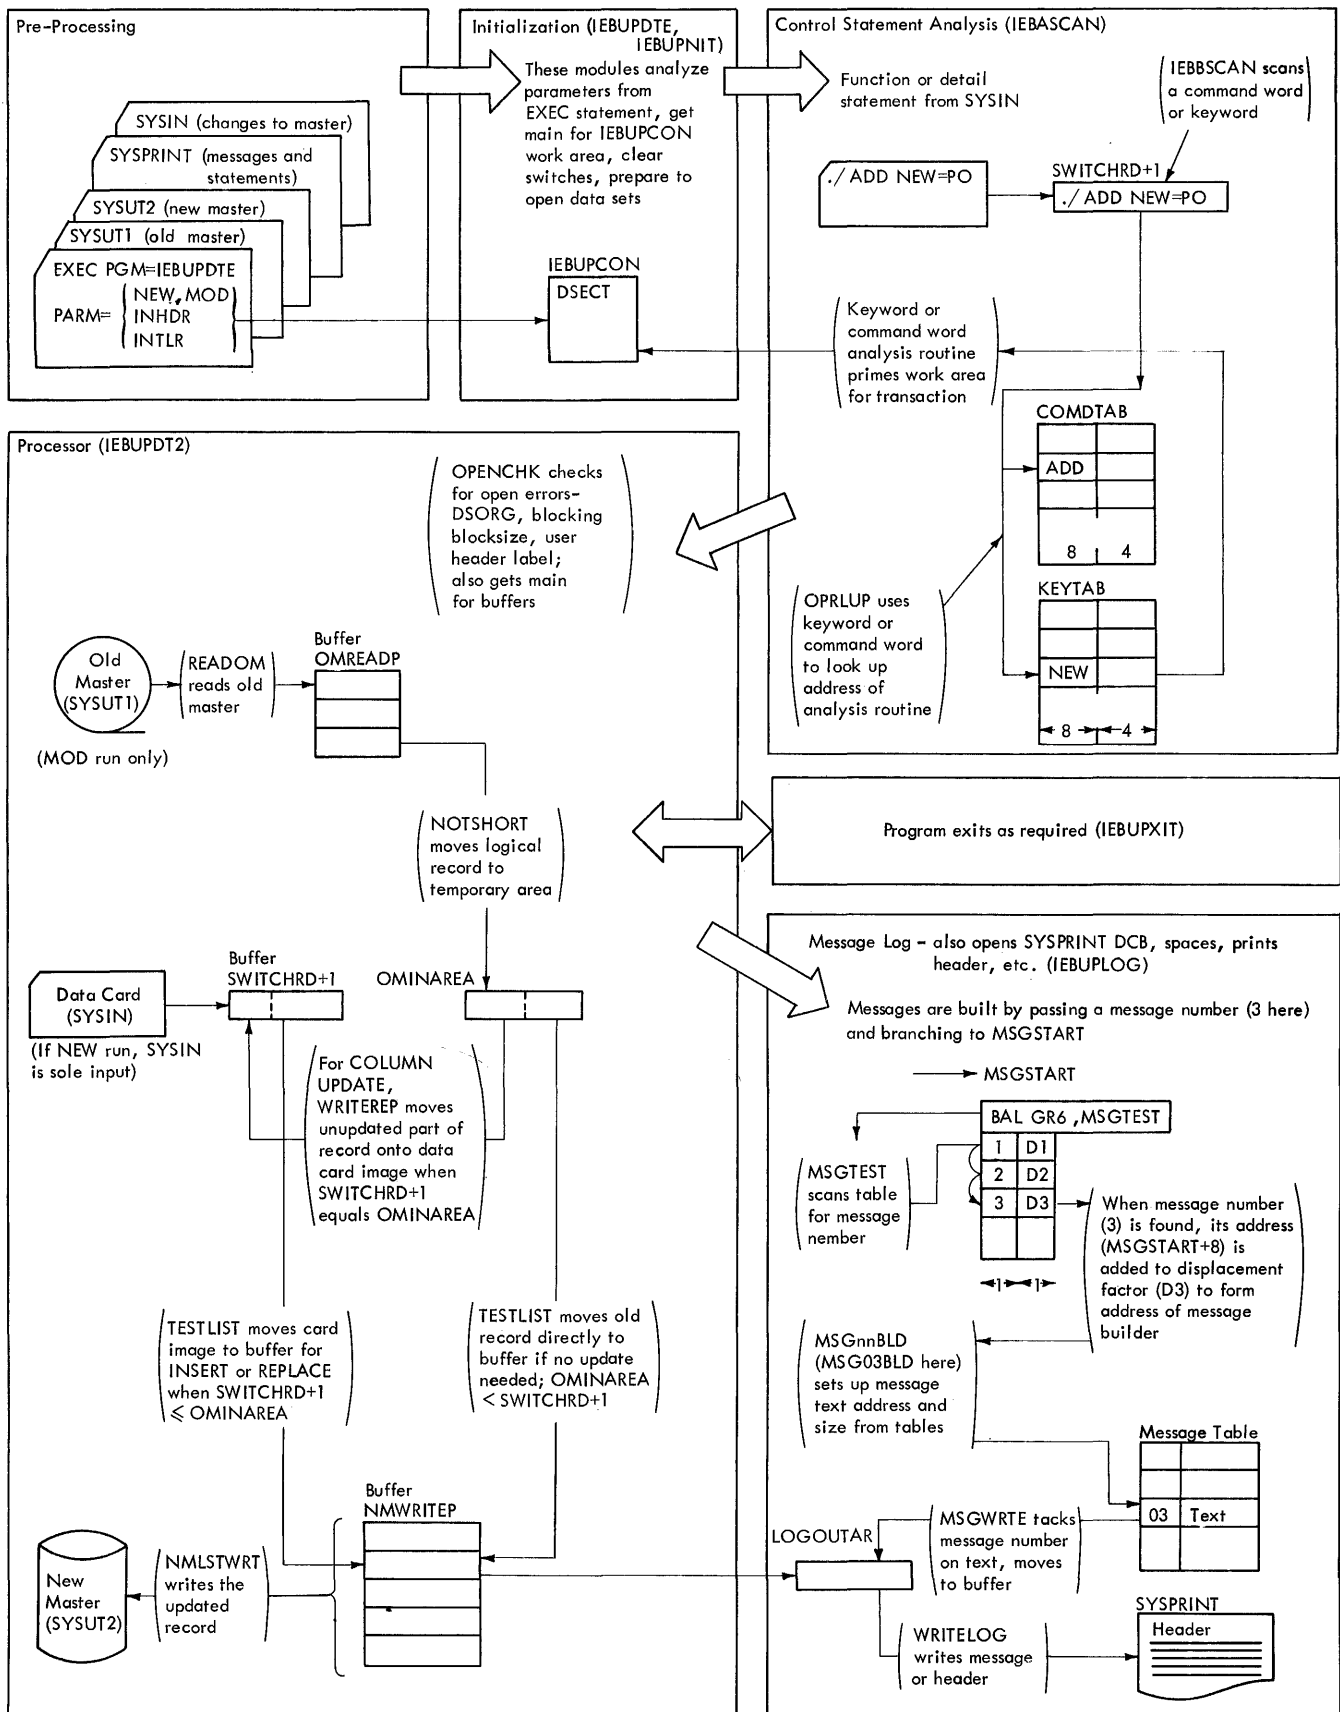 Pre-Processing
SYSIN (changes to master)
SYSPRINT (messages and
statements)
SYSUT2 (new master)
SYSUT1 (old master)
EXEC PGM=IEBUPDTE
PARM=
NEW, MOD
INHDR
INTLR
Initialization (IEBUPDTE,
IEBUPNIT)
These modules analyze
parameters from
EXEC statement, get
main for IEBUPCON
work area, clear
switches, prepare to
open data sets
IEBUPCON
DSECT
Control Statement Analysis (IEBASCAN)
Function or detail
statement from SYSIN
IEBBSCAN scans
a command word
or keyword
./ ADD NEW=PO
SWITCHRD+1
./ ADD NEW=PO
Keyword or
command word
analysis routine
primes work area
for transaction
COMDTAB
ADD
8 4
OPRLUP uses
keyword or
command word
to look up
address of
analysis routine
KEYTAB
NEW
8 4
Processor (IEBUPDT2)
OPENCHK checks
for open errors-
DSORG, blocking
blocksize, user
header label;
also gets main
for buffers
Old
Master
(SYSUT1)
(MOD run only)
READOM
reads old
master
Buffer
OMREADP
NOTSHORT
moves logical
record to
temporary area
Data Card
(SYSIN)
(If NEW run, SYSIN
is sole input)
Buffer
SWITCHRD+1
OMINAREA
For COLUMN
UPDATE,
WRITEREP moves
unupdated part of
record onto data
card image when
SWITCHRD+1
equals OMINAREA
TESTLIST moves card
image to buffer for
INSERT or REPLACE
when SWITCHRD+1
≤ OMINAREA
TESTLIST moves old
record directly to
buffer if no update
needed; OMINAREA
< SWITCHRD+1
Buffer
NMWRITEP
NMLSTWRT
writes the
updated
record
New
Master
(SYSUT2)
Program exits as required (IEBUPXIT)
Message Log - also opens SYSPRINT DCB, spaces, prints
header, etc. (IEBUPLOG)
Messages are built by passing a message number (3 here)
and branching to MSGSTART
MSGSTART
BAL GR6 ,MSGTEST
1 D1
2 D2
3 D3
1 1
MSGTEST
scans table
for message
nember
When message number
(3) is found, its address
(MSGSTART+8) is
added to displacement
factor (D3) to form
address of message
builder
MSGnnBLD
(MSG03BLD here)
sets up message
text address and
size from tables
Message Table
03 Text
MSGWRTE tacks
message number
on text, moves
to buffer
LOGOUTAR
WRITELOG
writes message
or header
SYSPRINT
Header